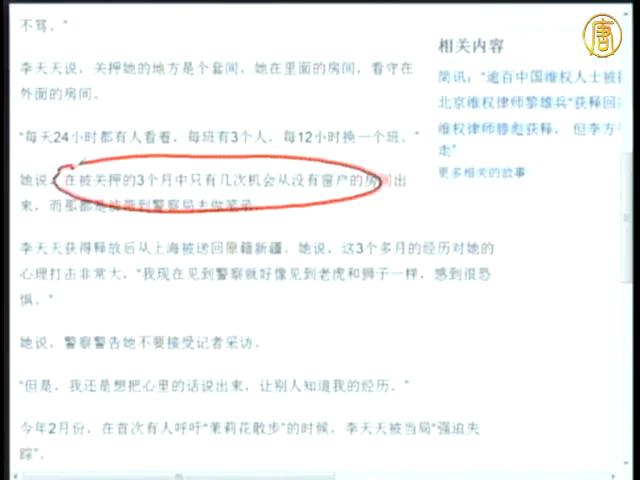 不骂。”
李天天说，关押她的地方是个套间，她在里面的房间，看守在
外面的房间。
“每天24小时都有人看着，每班有3个人，每12小时换一个班。”
她说，在被关押的3个月中只有几次机会从没有窗户的房间出
来，而那都是被带到警察局去做笔录。
李天天获得释放后从上海被送回原籍新疆。她说，这3个多月的经历对她的
心理打击非常大，“我现在见到警察就好像见到老虎和狮子一样，感到很恐
惧。”
她说，警察警告她不要接受记者采访。
“但是，我还是想把心里的话说出来，让别人知道我的经历。”
今年2月份，在首次有人呼吁“茉莉花散步”的时候，李天天被当局“强迫失
踪”。
唐
相关内容
简讯：“逾百中国维权人士被
北京维权律师黎雄兵”获释回
维权律师滕彪获释，但李方
走”
更多相关的故事